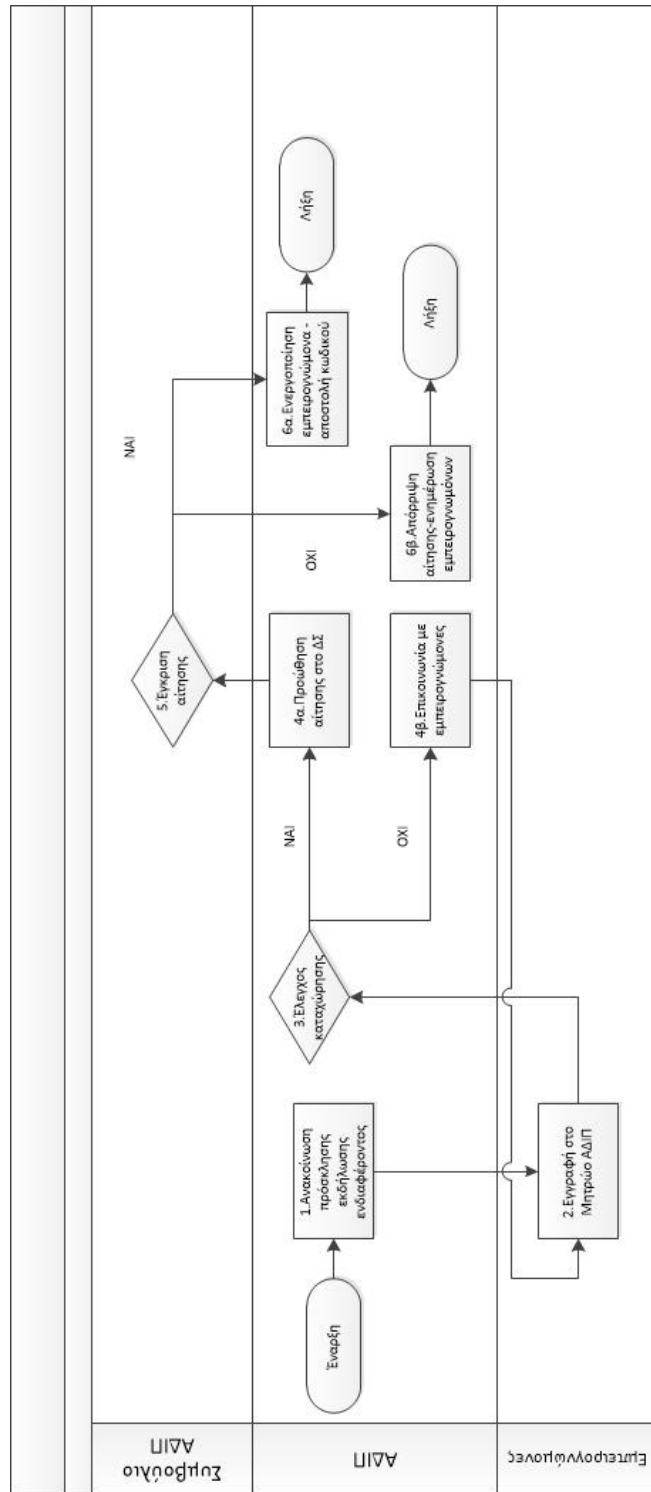 Συμβούλιο
ΑΔΙΠ
ΑΔΙΠ
Εμπειρογνώμονες
Έναρξη
1.Ανακοίνωση
πρόσκλησης
εκδήλωσης
ενδιαφέροντος
2.Εγγραφή στο
Μητρώο ΑΔΙΠ
3.Έλεγχος
καταχώρησης
ΝΑΙ
ΟΧΙ
4α.Προώθηση
αίτησης στο ΔΣ
4β.Επικοινωνία με
εμπειρογνώμονες
5.Έγκριση
αίτησης
ΝΑΙ
ΟΧΙ
6α.Ενεργοποίηση
εμπειρογνώμονα -
αποστολή κωδικού
6β.Απόρριψη
αίτησης-ενημέρωση
εμπειρογνωμόνων
Λήξη
Λήξη